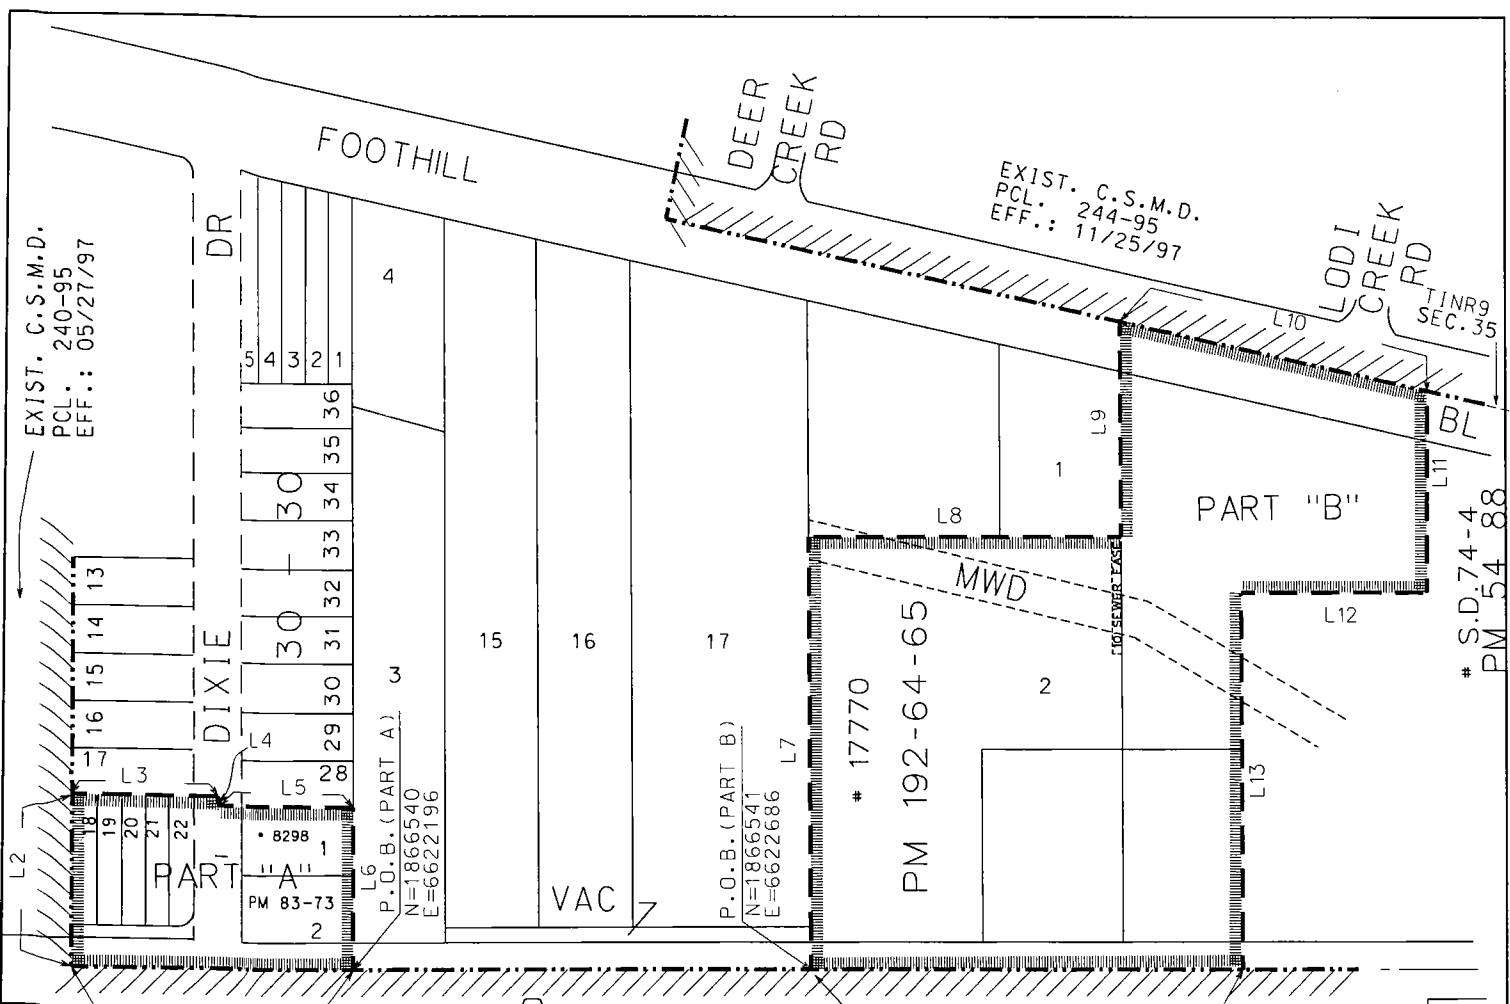 FOOTHILL
DEER
CREEK
RD
EXIST. C.S.M.D.
PCL. 244-95
EFF.: 11/25/97
LODI
CREEK
RD
T1NR9
SEC.35
L10
BL
EXIST. C.S.M.D.
PCL. 240-95
EFF.: 05/27/97
DIXIE DR
5 4 3 2 1
36
35
34
33
32
31
30
29
28
30-30
4
3
15
16
17
1
2
L9
L8
L11
PART "B"
L12
MWD
10' SEWER EASE
# S.D.74-4
PM 54 88
13
14
15
16
17
L3
L4
L5
18
19
20
21
22
L2
PART "A"
• 8298
1
PM 83-73
2
L6
P.O.B.(PART A)
N=1866540
E=6622196
VAC
P.O.B.(PART B)
N=1866541
E=6622686
L7
# 17770
PM 192-64-65
L13